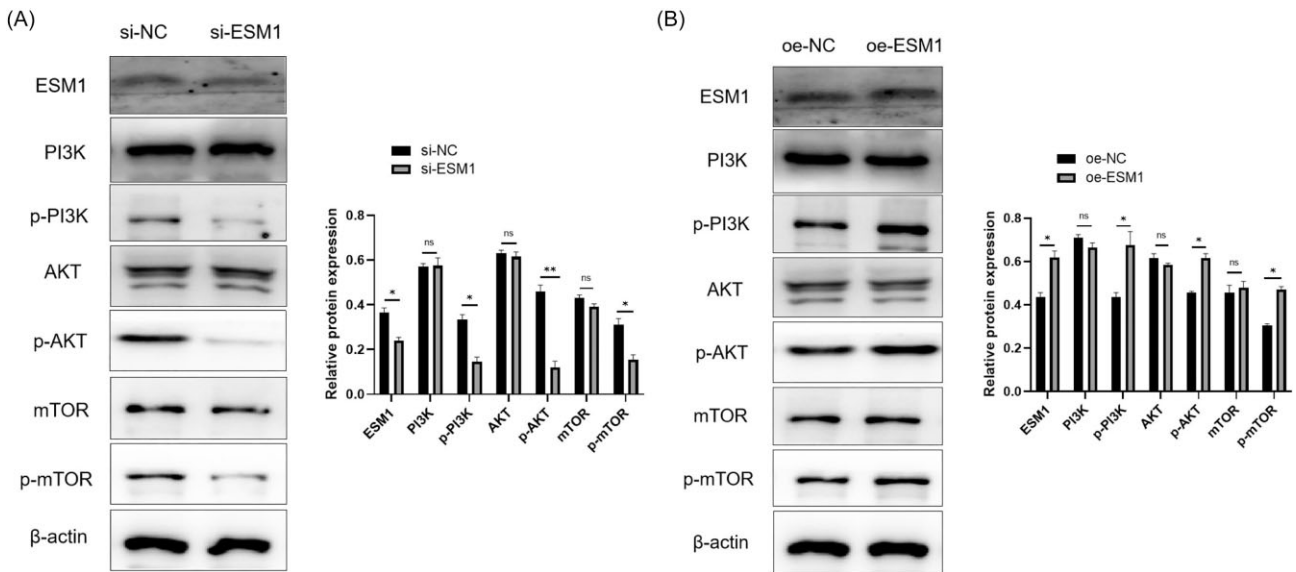 (A)
si-NC si-ESM1
ESM1
PI3K
p-PI3K
AKT
p-AKT
mTOR
p-mTOR
β-actin
si-NC
si-ESM1
Relative protein expression
0.8
0.6
0.4
0.2
0.0
* ns * ns ** ns *
ESM1 PI3K p-PI3K AKT p-AKT mTOR p-mTOR
(B)
oe-NC oe-ESM1
ESM1
PI3K
p-PI3K
AKT
p-AKT
mTOR
p-mTOR
β-actin
oe-NC
oe-ESM1
Relative protein expression
0.8
0.6
0.4
0.2
0.0
* ns * ns * ns *
ESM1 PI3K p-PI3K AKT p-AKT mTOR p-mTOR